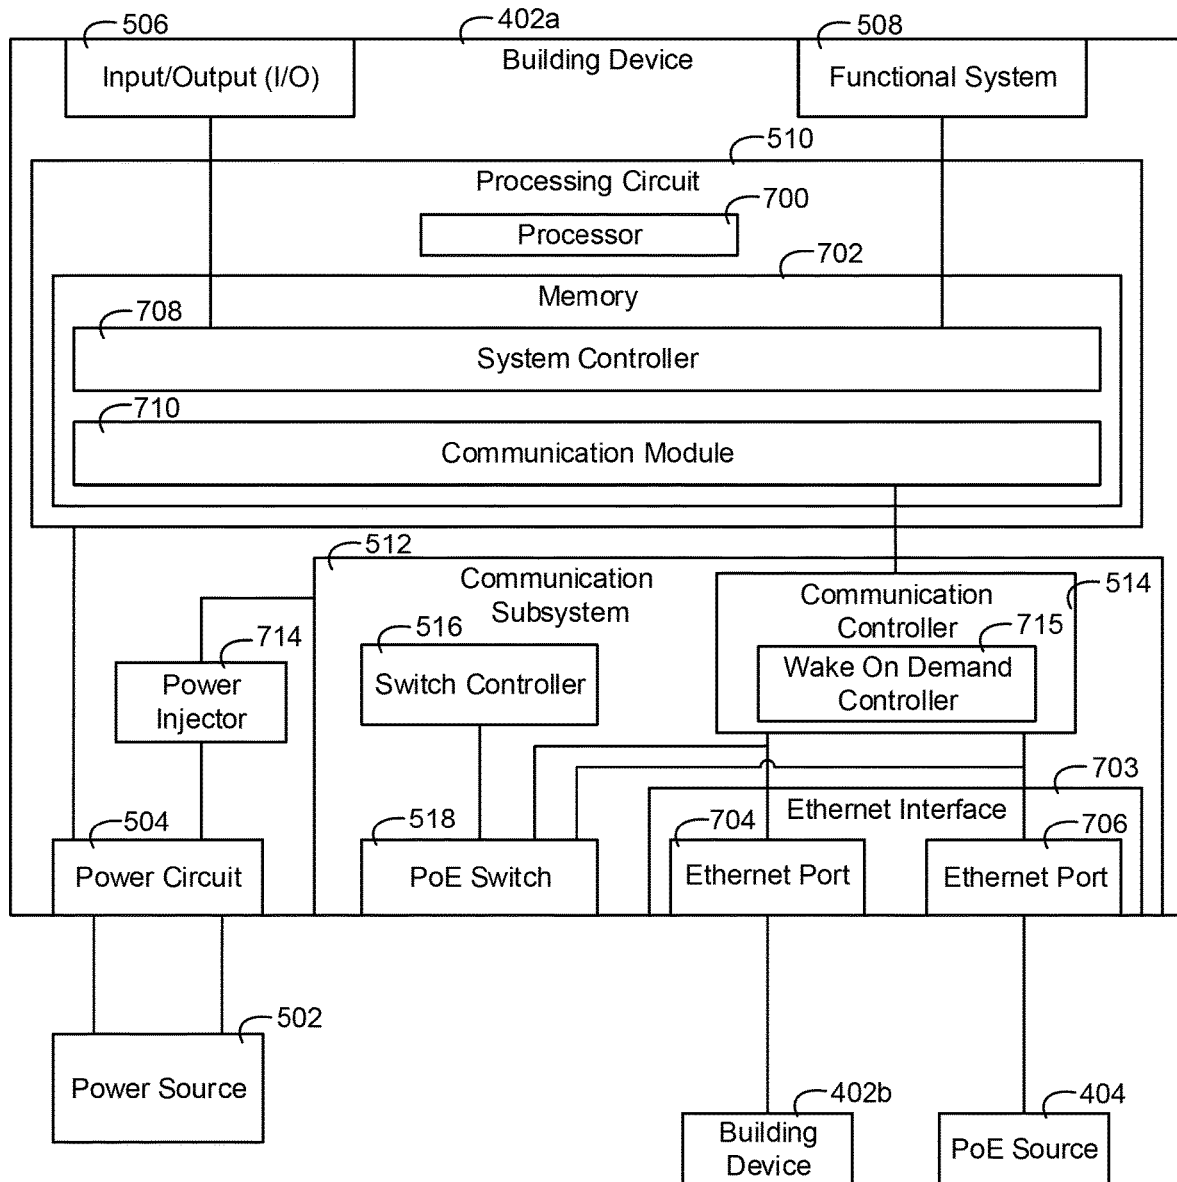 506
402a
508
Building Device
Input/Output (I/O)
Functional System
510
Processing Circuit
700
Processor
702
Memory
708
System Controller
710
Communication Module
512
Communication
Subsystem
514
Communication
Controller
516
715
714
Switch Controller
Wake On Demand
Controller
Power
Injector
703
Ethernet Interface
504
518
704
706
Power Circuit
PoE Switch
Ethernet Port
Ethernet Port
502
Power Source
402b
404
Building
Device
PoE Source